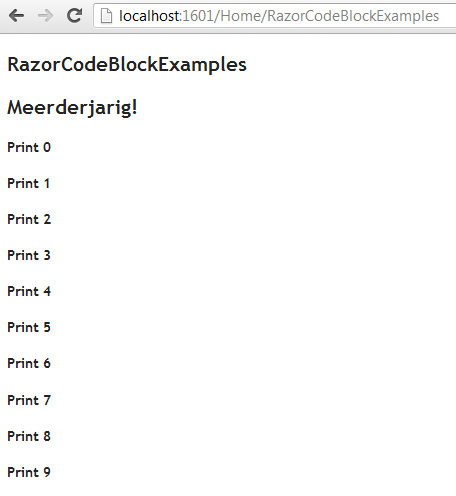 localhost:1601/Home/RazorCodeBlockExamples
RazorCodeBlockExamples
Meerderjarig!
Print 0
Print 1
Print 2
Print 3
Print 4
Print 5
Print 6
Print 7
Print 8
Print 9